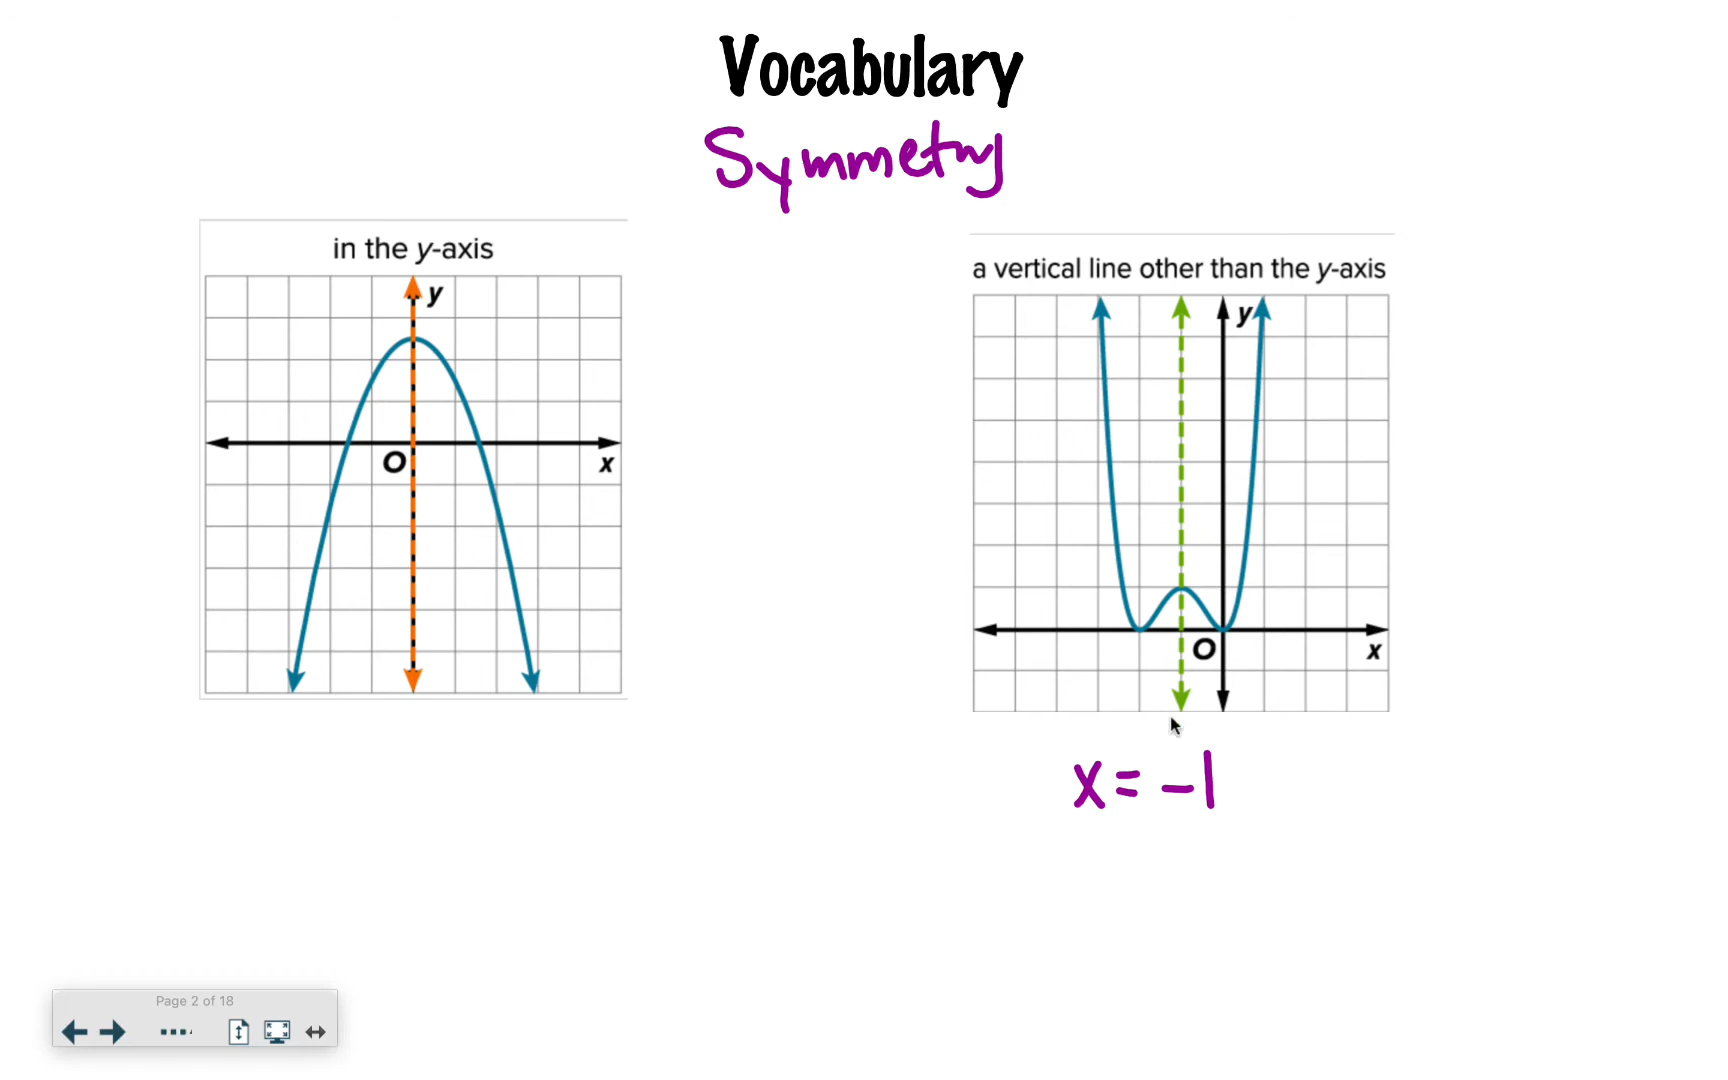 Vocabulary
Symmetry
in the y-axis
y
O
x
a vertical line other than the y-axis
y
O
x
x = -1
Page 2 of 18